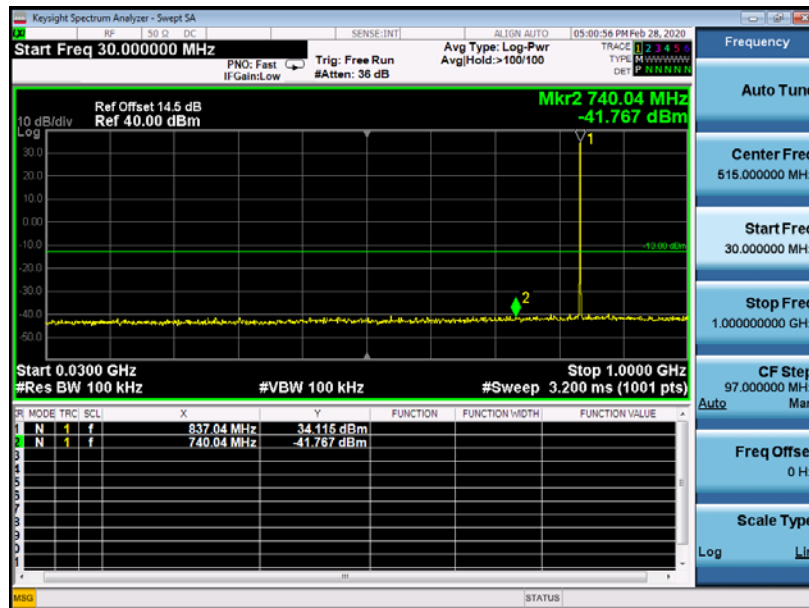 Keysight Spectrum Analyzer - Swept SA
RF 50 Ω DC SENSE:INT ALIGN AUTO 05:00:56 PM Feb 28, 2020
Start Freq 30.000000 MHz
PNO: Fast
IFGain:Low
Trig: Free Run
#Atten: 36 dB
Avg Type: Log-Pwr
Avg|Hold:>100/100
TRACE 1 2 3 4 5 6
TYPE M W W W W W
DET P N N N N N
Frequency
Mkr2 740.04 MHz
-41.767 dBm
Ref Offset 14.5 dB
10 dB/div Ref 40.00 dBm
Log
1
30.0
20.0
10.0
0.00
-10.0
-20.0
-30.0
-40.0
-50.0
2
Start 0.0300 GHz Stop 1.0000 GHz
#Res BW 100 kHz #VBW 100 kHz #Sweep 3.200 ms (1001 pts)
MODE TRC SCL X Y FUNCTION FUNCTION WIDTH FUNCTION VALUE
1 N 1 f 837.04 MHz 34.115 dBm
2 N 1 f 740.04 MHz -41.767 dBm
3
4
5
6
7
8
9
0
1
Auto Tune
Center Freq
515.000000 MHz
Start Freq
30.000000 MHz
Stop Freq
1.000000000 GHz
CF Step
97.000000 MHz
Auto Man
Freq Offset
0 Hz
Scale Type
Log Lin
MSG STATUS